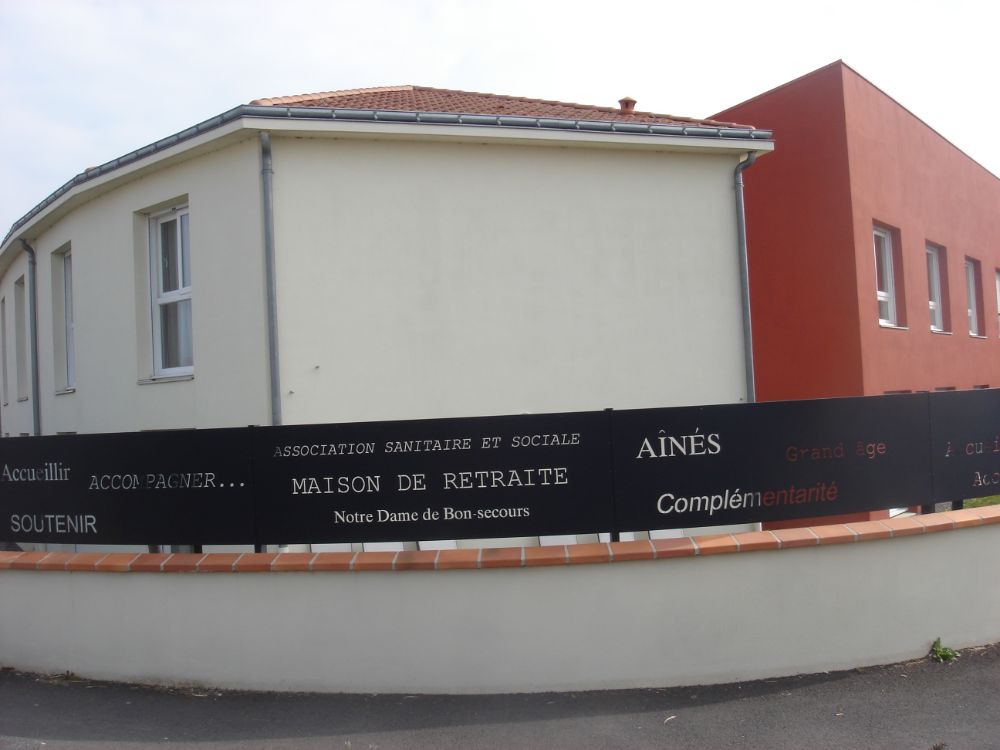 Accueillir
ACCOMPAGNER...
SOUTENIR
ASSOCIATION SANITAIRE ET SOCIALE
MAISON DE RETRAITE
Notre Dame de Bon-secours
AÎNÉS
Grand âge
Complémentarité